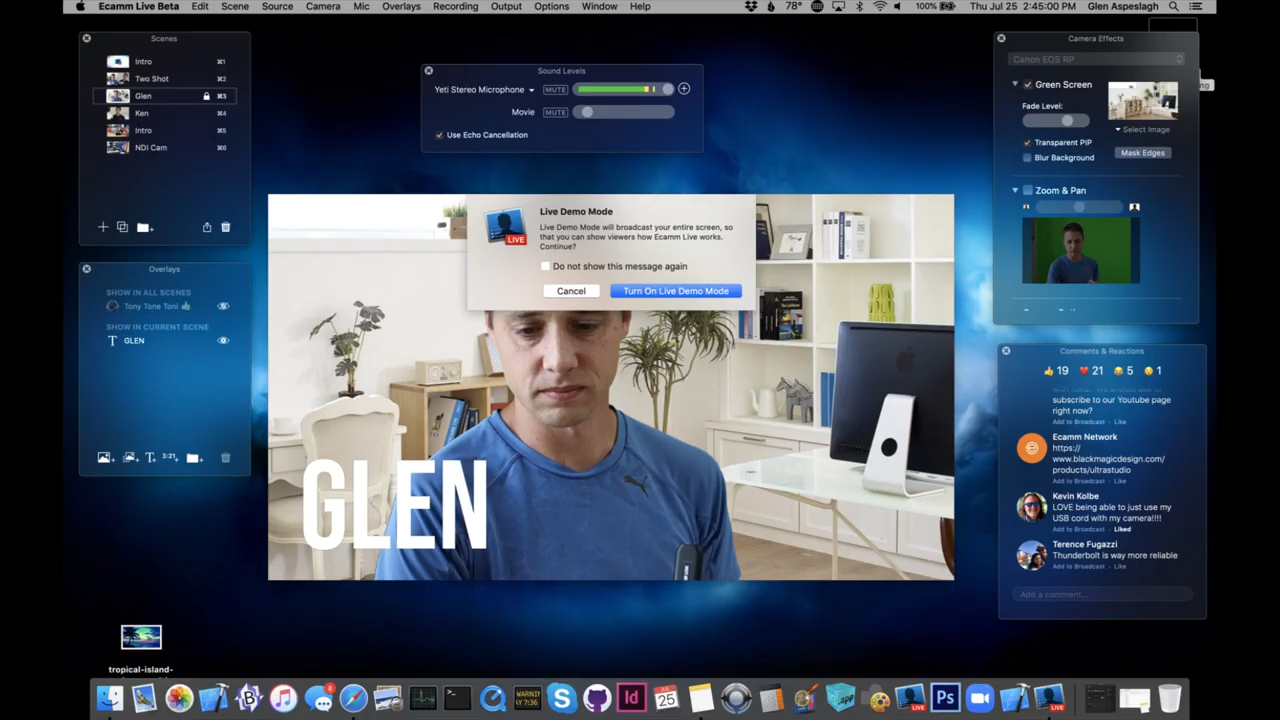 Ecamm Live Beta Edit Scene Source Camera Mic Overlays Recording Output Options Window Help 78° 100% Thu Jul 25 2:45:00 PM Glen Aspeslagh
Scenes
Intro ⌘1
Two Shot ⌘2
Glen ⌘3
Ken ⌘4
Intro ⌘5
NDI Cam ⌘6
Overlays
SHOW IN ALL SCENES
Tony Tone Toni 👍
SHOW IN CURRENT SCENE
T GLEN
T+ 3:21+
Sound Levels
Yeti Stereo Microphone MUTE
Movie MUTE
Use Echo Cancellation
Live Demo Mode
Live Demo Mode will broadcast your entire screen, so
that you can show viewers how Ecamm Live works.
Continue?
Do not show this message again
Cancel Turn On Live Demo Mode
LIVE
GLEN
Camera Effects
Canon EOS RP
Green Screen
Fade Level:
Select Image
Transparent PIP
Blur Background
Mask Edges
Zoom & Pan
Comments & Reactions
👍 19 ❤️ 21 😂 5 😢 1
subscribe to our Youtube page
right now?
Add to Broadcast · Like
Ecamm Network
https://
www.blackmagicdesign.com/
products/ultrastudio
Add to Broadcast · Like
Kevin Kolbe
LOVE being able to just use my
USB cord with my camera!!!!
Add to Broadcast · Liked
Terence Fugazzi
Thunderbolt is way more reliable
Add to Broadcast · Like
Add a comment...
tropical-island-